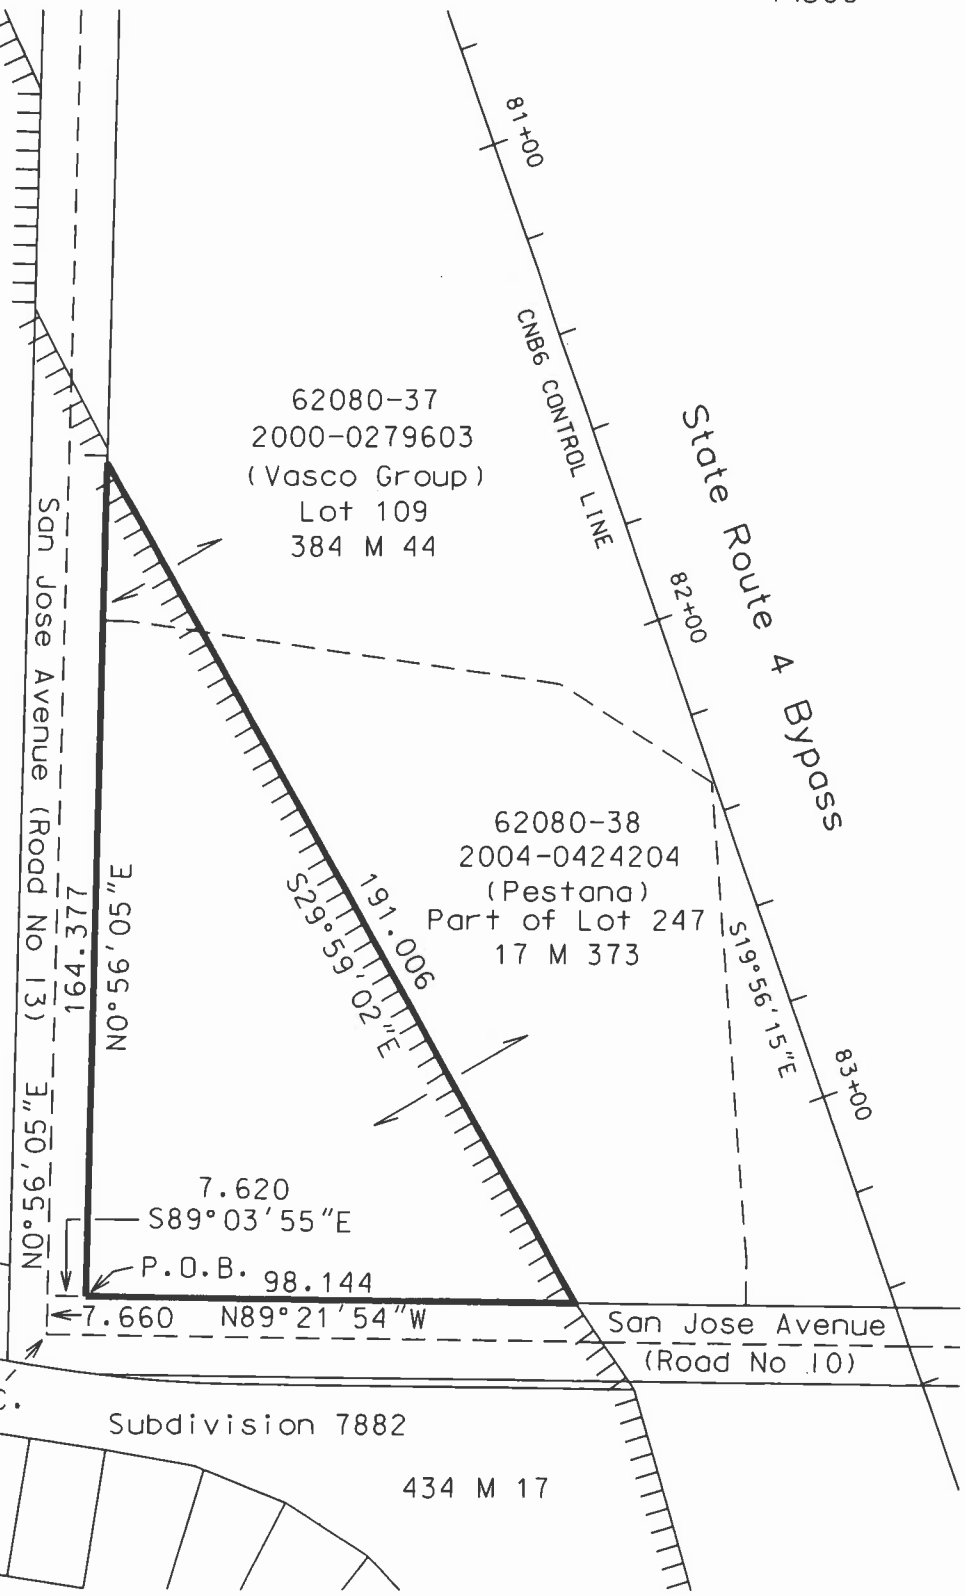 81+00
CNB6 CONTROL LINE
State Route 4 Bypass
62080-37
2000-0279603
(Vasco Group)
Lot 109
384 M 44
82+00
San Jose Avenue (Road No 13)
N0°56'05"E
164.377
N0°56'05"E
191.006
S29°59'02"E
62080-38
2004-0424204
(Pestana)
Part of Lot 247
17 M 373
S19°56'15"E
83+00
7.620
S89°03'55"E
P.O.B.
98.144
7.660
N89°21'54"W
San Jose Avenue
(Road No 10)
Subdivision 7882
434 M 17